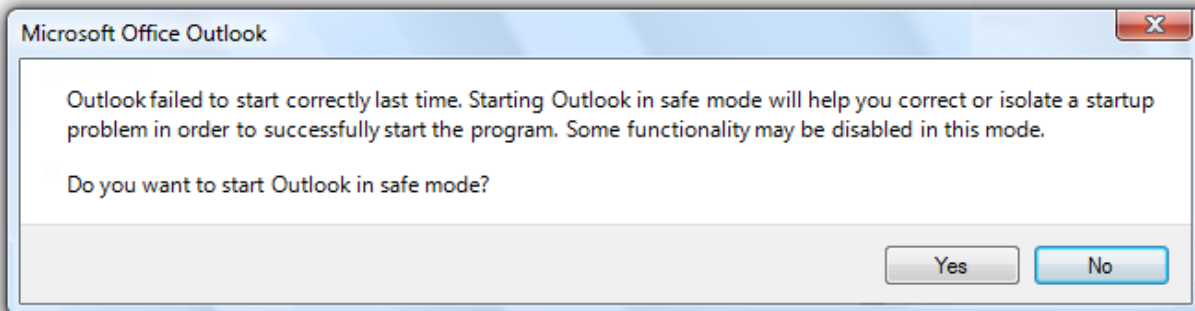 Microsoft Office Outlook
Outlook failed to start correctly last time. Starting Outlook in safe mode will help you correct or isolate a startup
problem in order to successfully start the program. Some functionality may be disabled in this mode.
Do you want to start Outlook in safe mode?
Yes
No